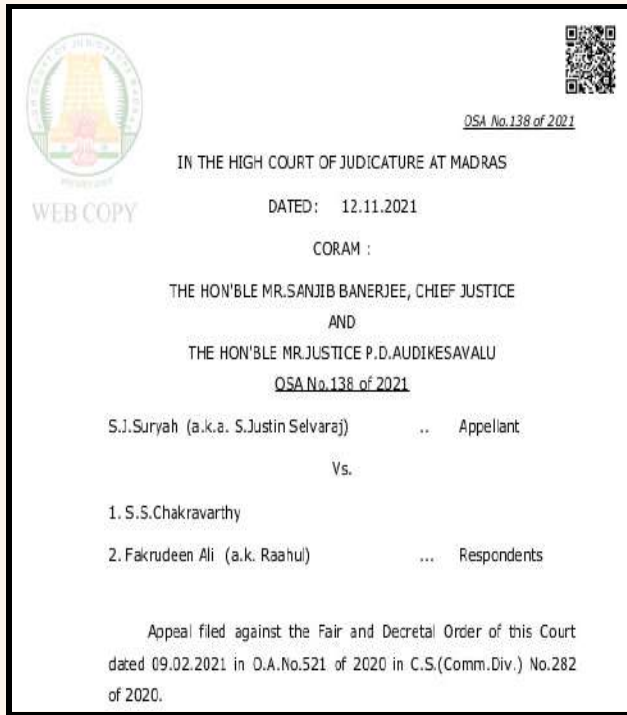 OSA No.138 of 2021
IN THE HIGH COURT OF JUDICATURE AT MADRAS
WEB COPY
DATED: 12.11.2021
CORAM :
THE HON'BLE MR.SANJIB BANERJEE, CHIEF JUSTICE
AND
THE HON'BLE MR.JUSTICE P.D.AUDIKESAVALU
OSA No.138 of 2021
S.J.Suryah (a.k.a. S.Justin Selvaraj) .. Appellant
Vs.
1. S.S.Chakravarthy
2. Fakrudeen Ali (a.k. Raahul) ... Respondents
Appeal filed against the Fair and Decretal Order of this Court
dated 09.02.2021 in O.A.No.521 of 2020 in C.S.(Comm.Div.) No.282
of 2020.